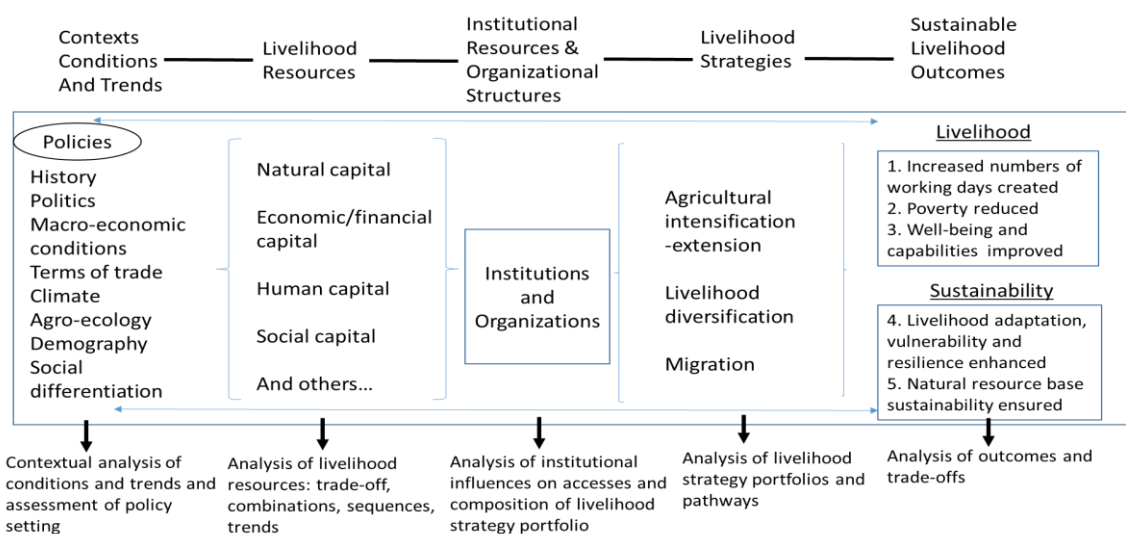 Contexts
Conditions
And Trends
Livelihood
Resources
Institutional
Resources &
Organizational
Structures
Livelihood
Strategies
Sustainable
Livelihood
Outcomes
Policies
History
Politics
Macro-economic
conditions
Terms of trade
Climate
Agro-ecology
Demography
Social
differentiation
Natural capital
Economic/financial
capital
Human capital
Social capital
And others...
Institutions
and
Organizations
Agricultural
intensification
-extension
Livelihood
diversification
Migration
Livelihood
1. Increased numbers of
working days created
2. Poverty reduced
3. Well-being and
capabilities improved
Sustainability
4. Livelihood adaptation,
vulnerability and
resilience enhanced
5. Natural resource base
sustainability ensured
Contextual analysis of
conditions and trends and
assessment of policy
setting
Analysis of livelihood
resources: trade-off,
combinations, sequences,
trends
Analysis of institutional
influences on accesses and
composition of livelihood
strategy portfolio
Analysis of livelihood
strategy portfolios and
pathways
Analysis of outcomes and
trade-offs